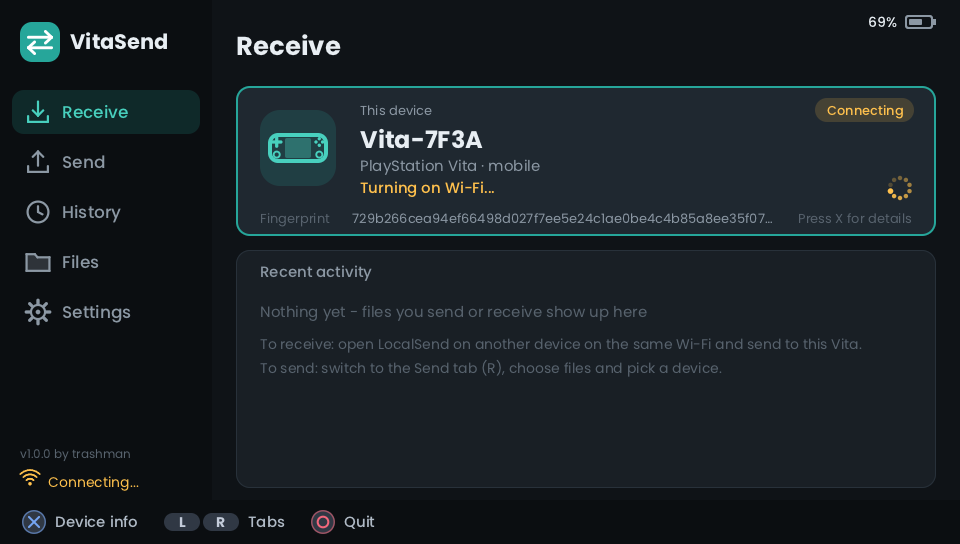 VitaSend
Receive
Send
History
Files
Settings
v1.0.0 by trashman
Connecting...
69%
Receive
This device
Connecting
Vita-7F3A
PlayStation Vita · mobile
Turning on Wi-Fi...
Fingerprint 729b266cea94ef66498d027f7ee5e24c1ae0be4c4b85a8ee35f07... Press X for details
Recent activity
Nothing yet - files you send or receive show up here
To receive: open LocalSend on another device on the same Wi-Fi and send to this Vita.
To send: switch to the Send tab (R), choose files and pick a device.
Device info L R Tabs Quit